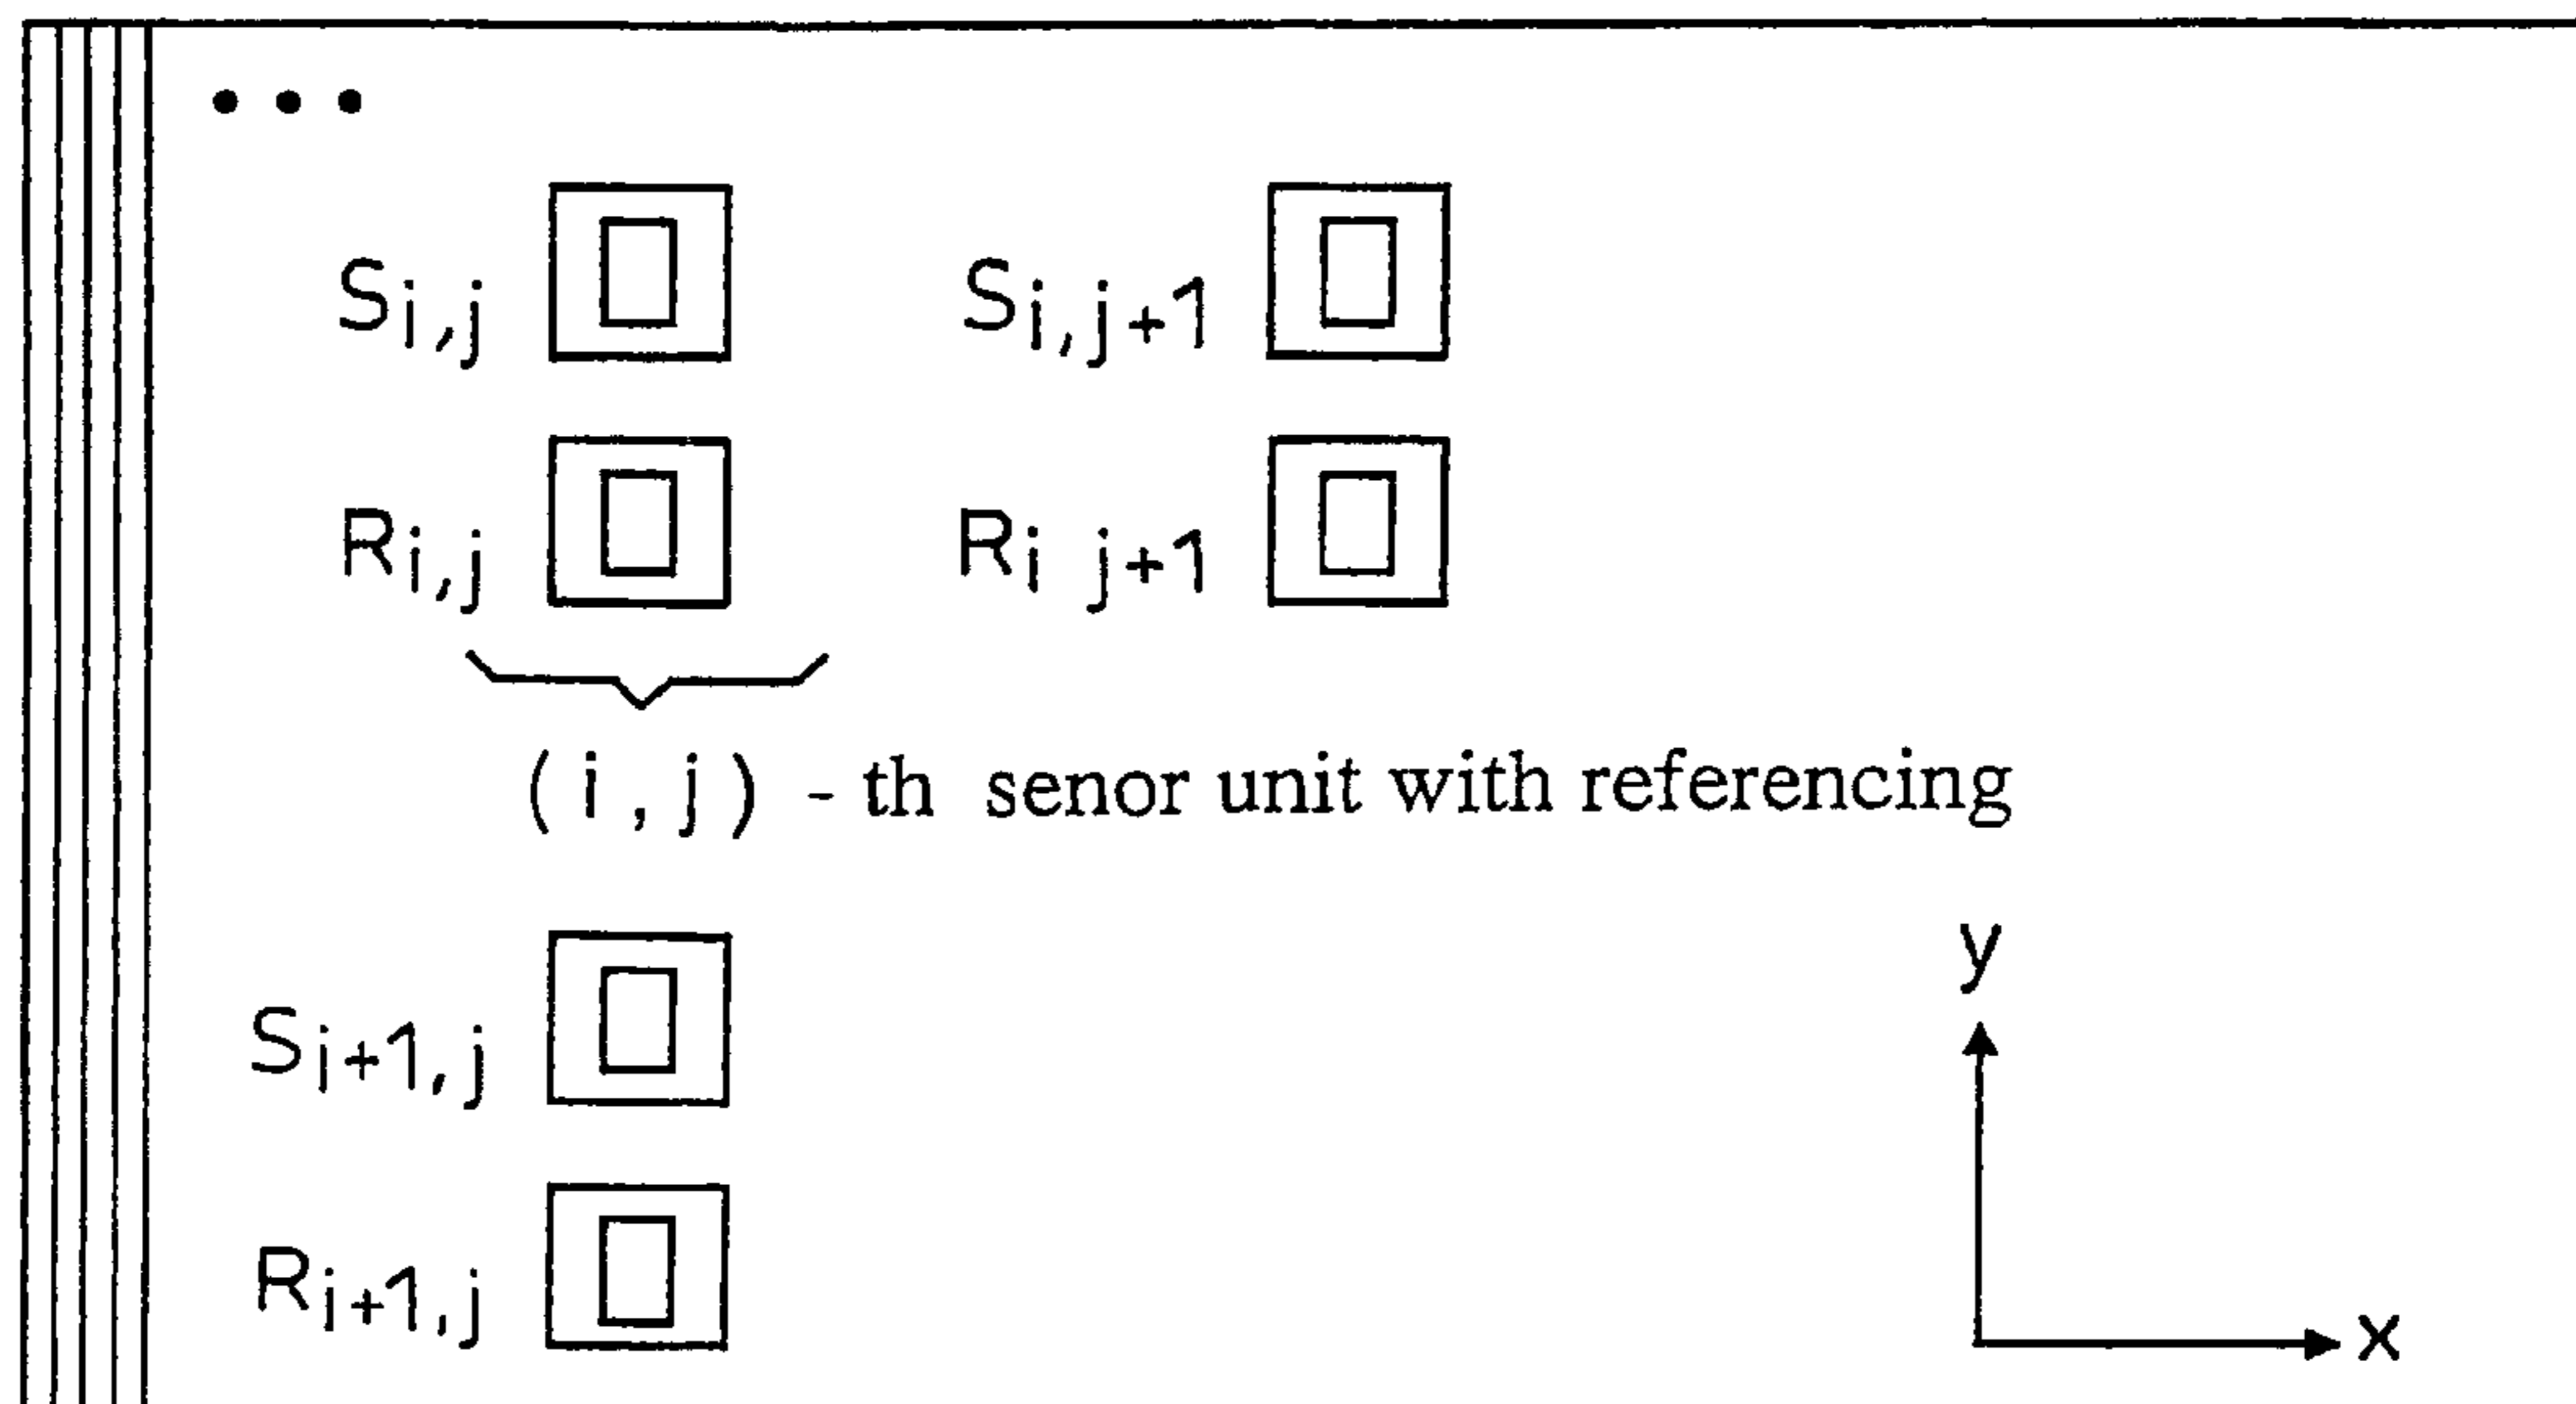 • • •
Si,j Si,j+1
Ri,j Ri j+1
( i , j ) - th senor unit with referencing
Si+1,j
Ri+1,j
y
x